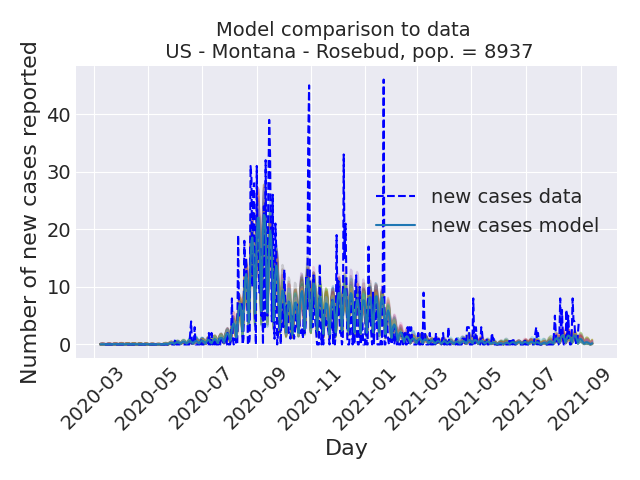 Model comparison to data
US - Montana - Rosebud, pop. = 8937
Number of new cases reported
40
30
20
10
0
new cases data
new cases model
2020-03
2020-05
2020-07
2020-09
2020-11
2021-01
2021-03
2021-05
2021-07
2021-09
Day